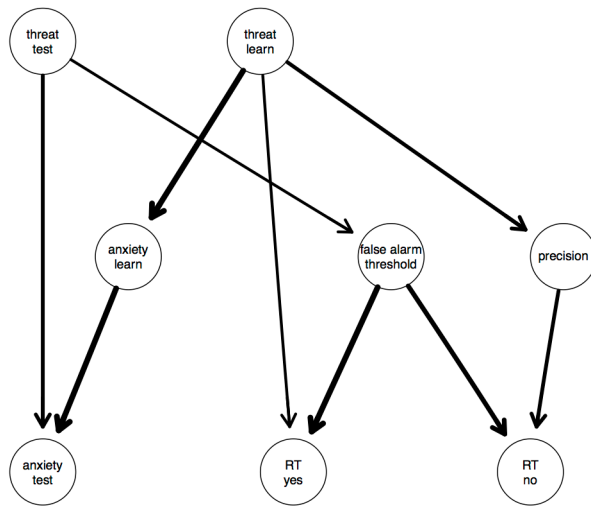 threat
test
threat
learn
anxiety
learn
false alarm
threshold
precision
anxiety
test
RT
yes
RT
no